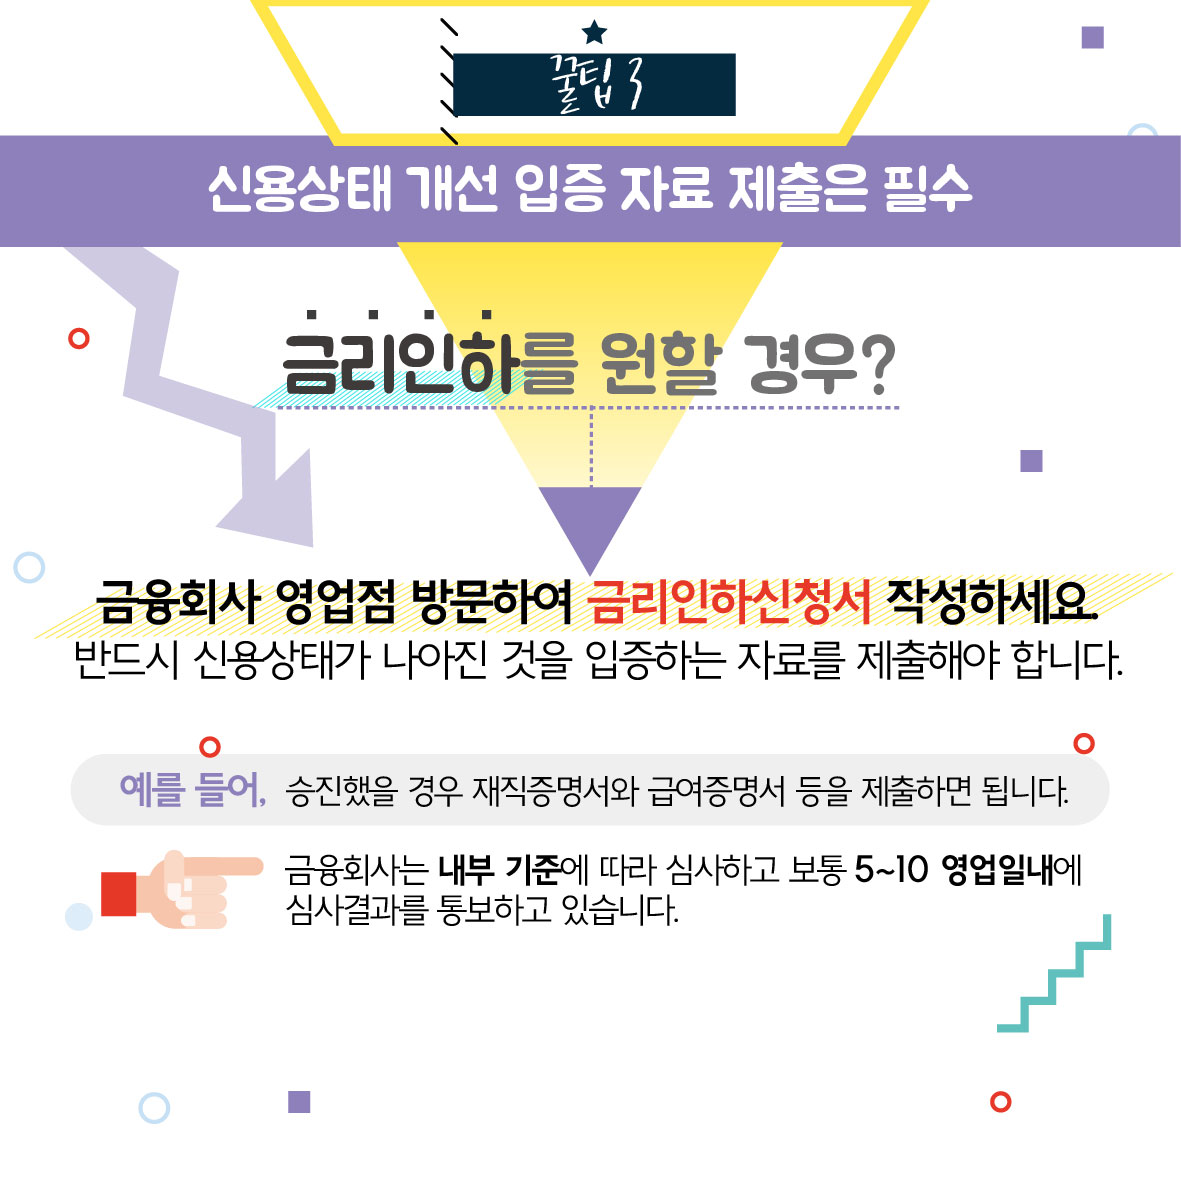 꿀팁 3
신용상태 개선 입증 자료 제출은 필수
금리인하를 원할 경우?
금융회사 영업점 방문하여 금리인하신청서 작성하세요.
반드시 신용상태가 나아진 것을 입증하는 자료를 제출해야 합니다.
예를 들어, 승진했을 경우 재직증명서와 급여증명서 등을 제출하면 됩니다.
금융회사는 내부 기준에 따라 심사하고 보통 5~10 영업일내에
심사결과를 통보하고 있습니다.